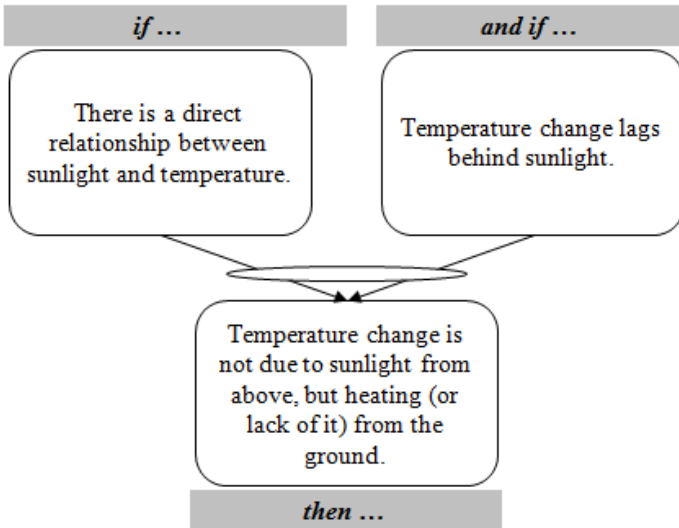 if ...
and if ...
There is a direct
relationship between
sunlight and temperature.
Temperature change lags
behind sunlight.
Temperature change is
not due to sunlight from
above, but heating (or
lack of it) from the
ground.
then ...